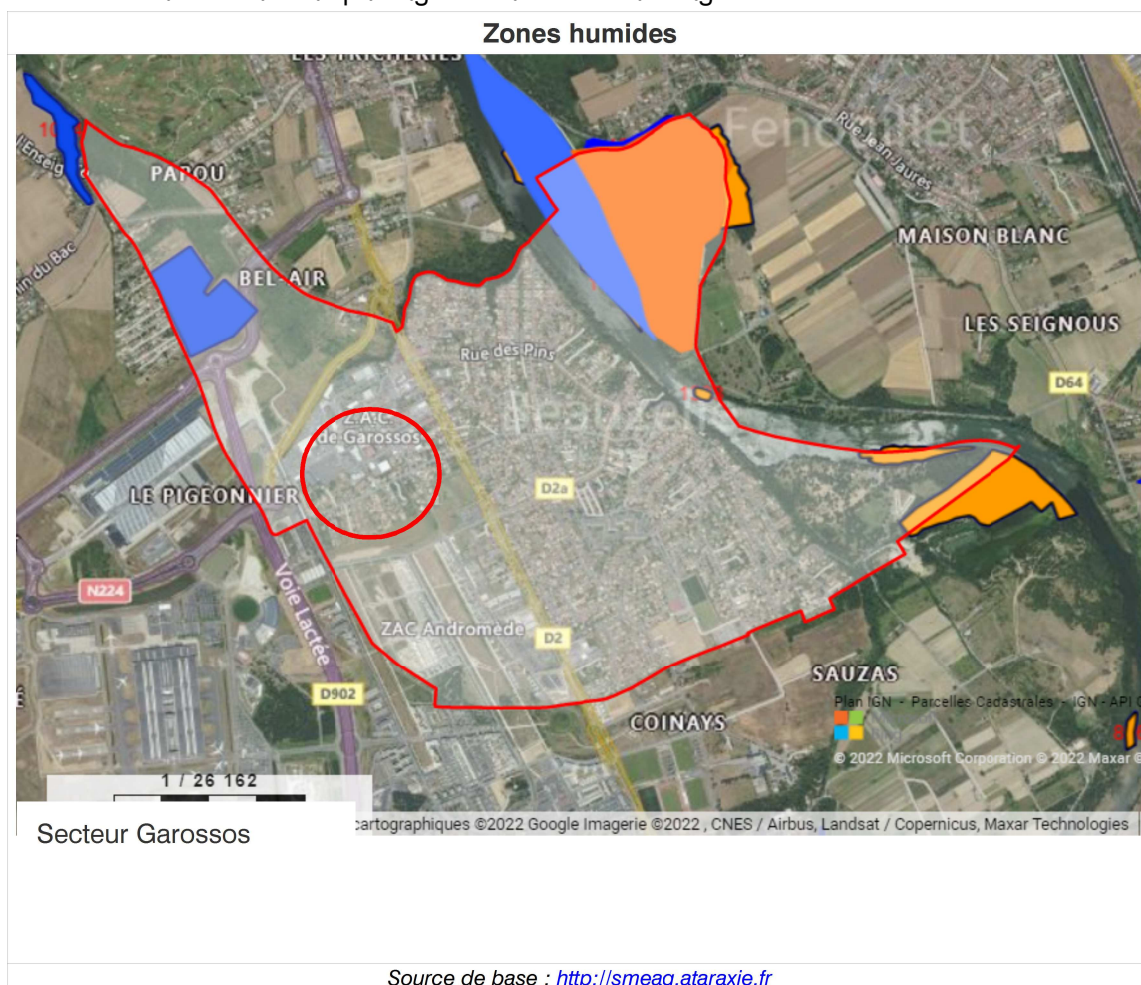 Zones humides
LES TRICHERIES
Fenouillet
Rue Jean Jaures
PAPOU
MAISON BLANC
BEL-AIR
LES SEIGNOUS
Rue des Pins
D64
Z.A.C.
de Garossos
D2a
LE PIGEONNIER
N224
Voie Lactée
ZAC Andromède
D2
SAUZAS
D902
COINAYS
Plan IGN - Parcelles Cadastrales - IGN - API
© 2022 Microsoft Corporation © 2022 Maxar ©
1 / 26 162
cartographiques ©2022 Google Imagerie ©2022 , CNES / Airbus, Landsat / Copernicus, Maxar Technologies
Secteur Garossos
Source de base : http://smeag.ataraxie.fr